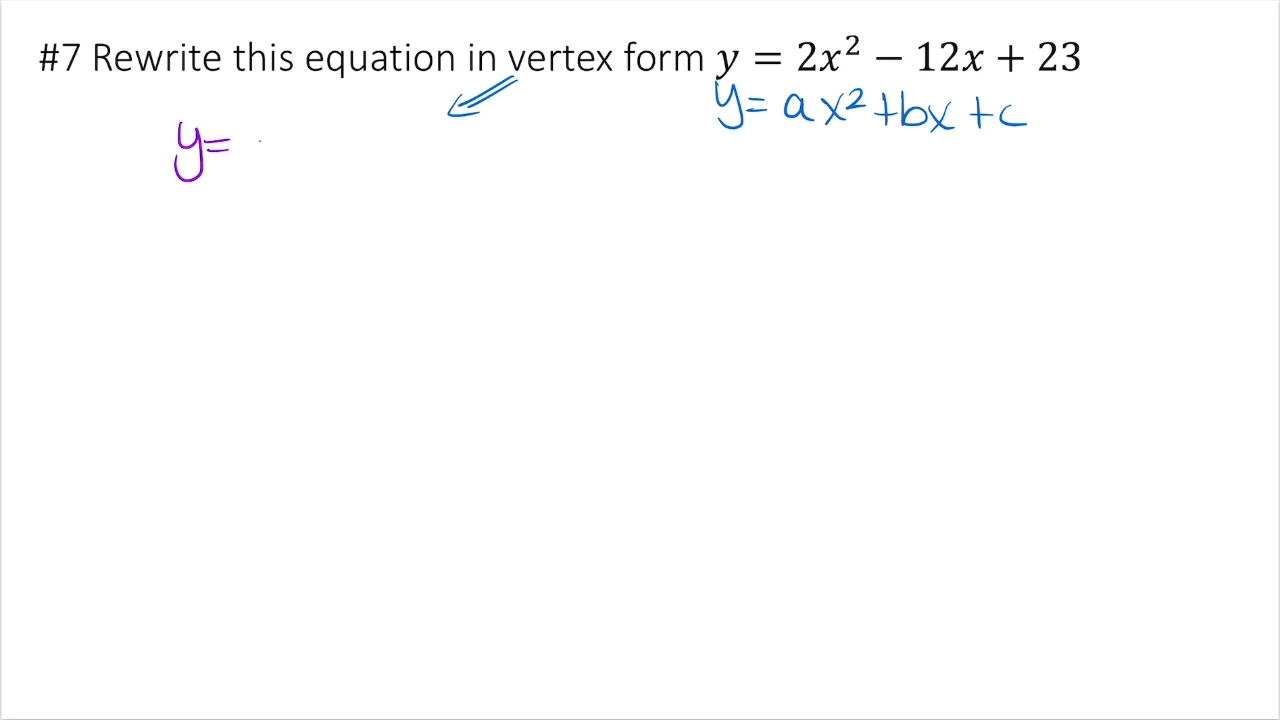 #7 Rewrite this equation in vertex form 𝑦 = 2𝑥² − 12𝑥 + 23
y= ax²+bx+c
y=